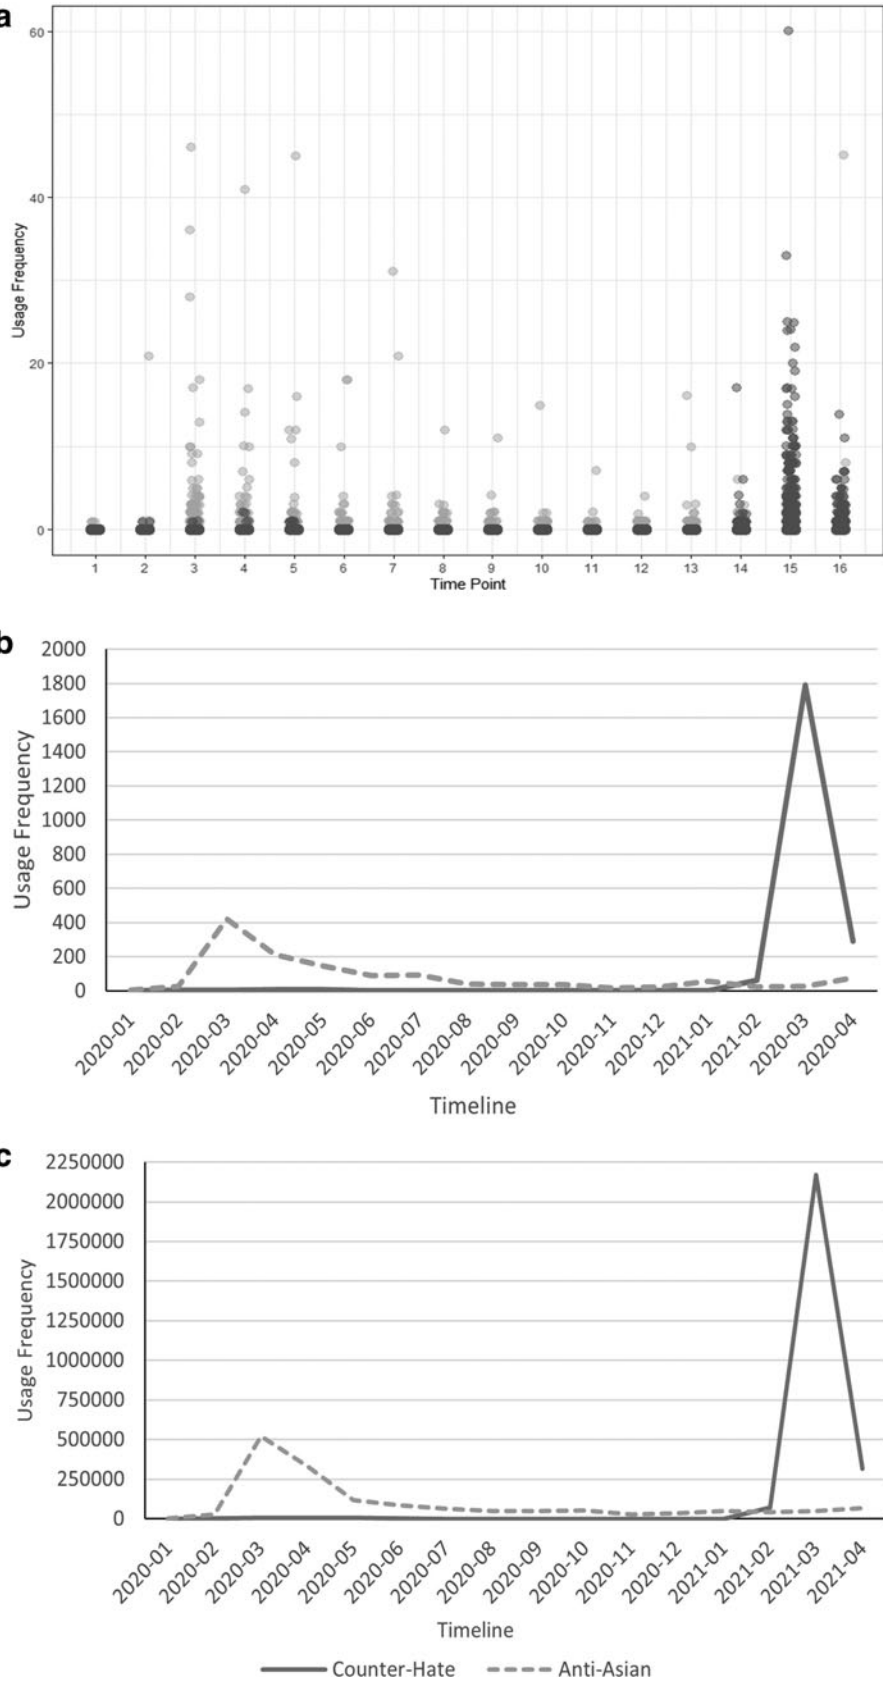 a
60
40
20
0
Usage Frequency
1 2 3 4 5 6 7 8 9 10 11 12 13 14 15 16
Time Point
b
2000
1800
1600
1400
1200
1000
800
600
400
200
0
Usage Frequency
2020-01 2020-02 2020-03 2020-04 2020-05 2020-06 2020-07 2020-08 2020-09 2020-10 2020-11 2020-12 2021-01 2021-02 2020-03 2020-04
Timeline
c
2250000
2000000
1750000
1500000
1250000
1000000
750000
500000
250000
0
Usage Frequency
2020-01 2020-02 2020-03 2020-04 2020-05 2020-06 2020-07 2020-08 2020-09 2020-10 2020-11 2020-12 2021-01 2021-02 2021-03 2021-04
Timeline
Counter-Hate Anti-Asian